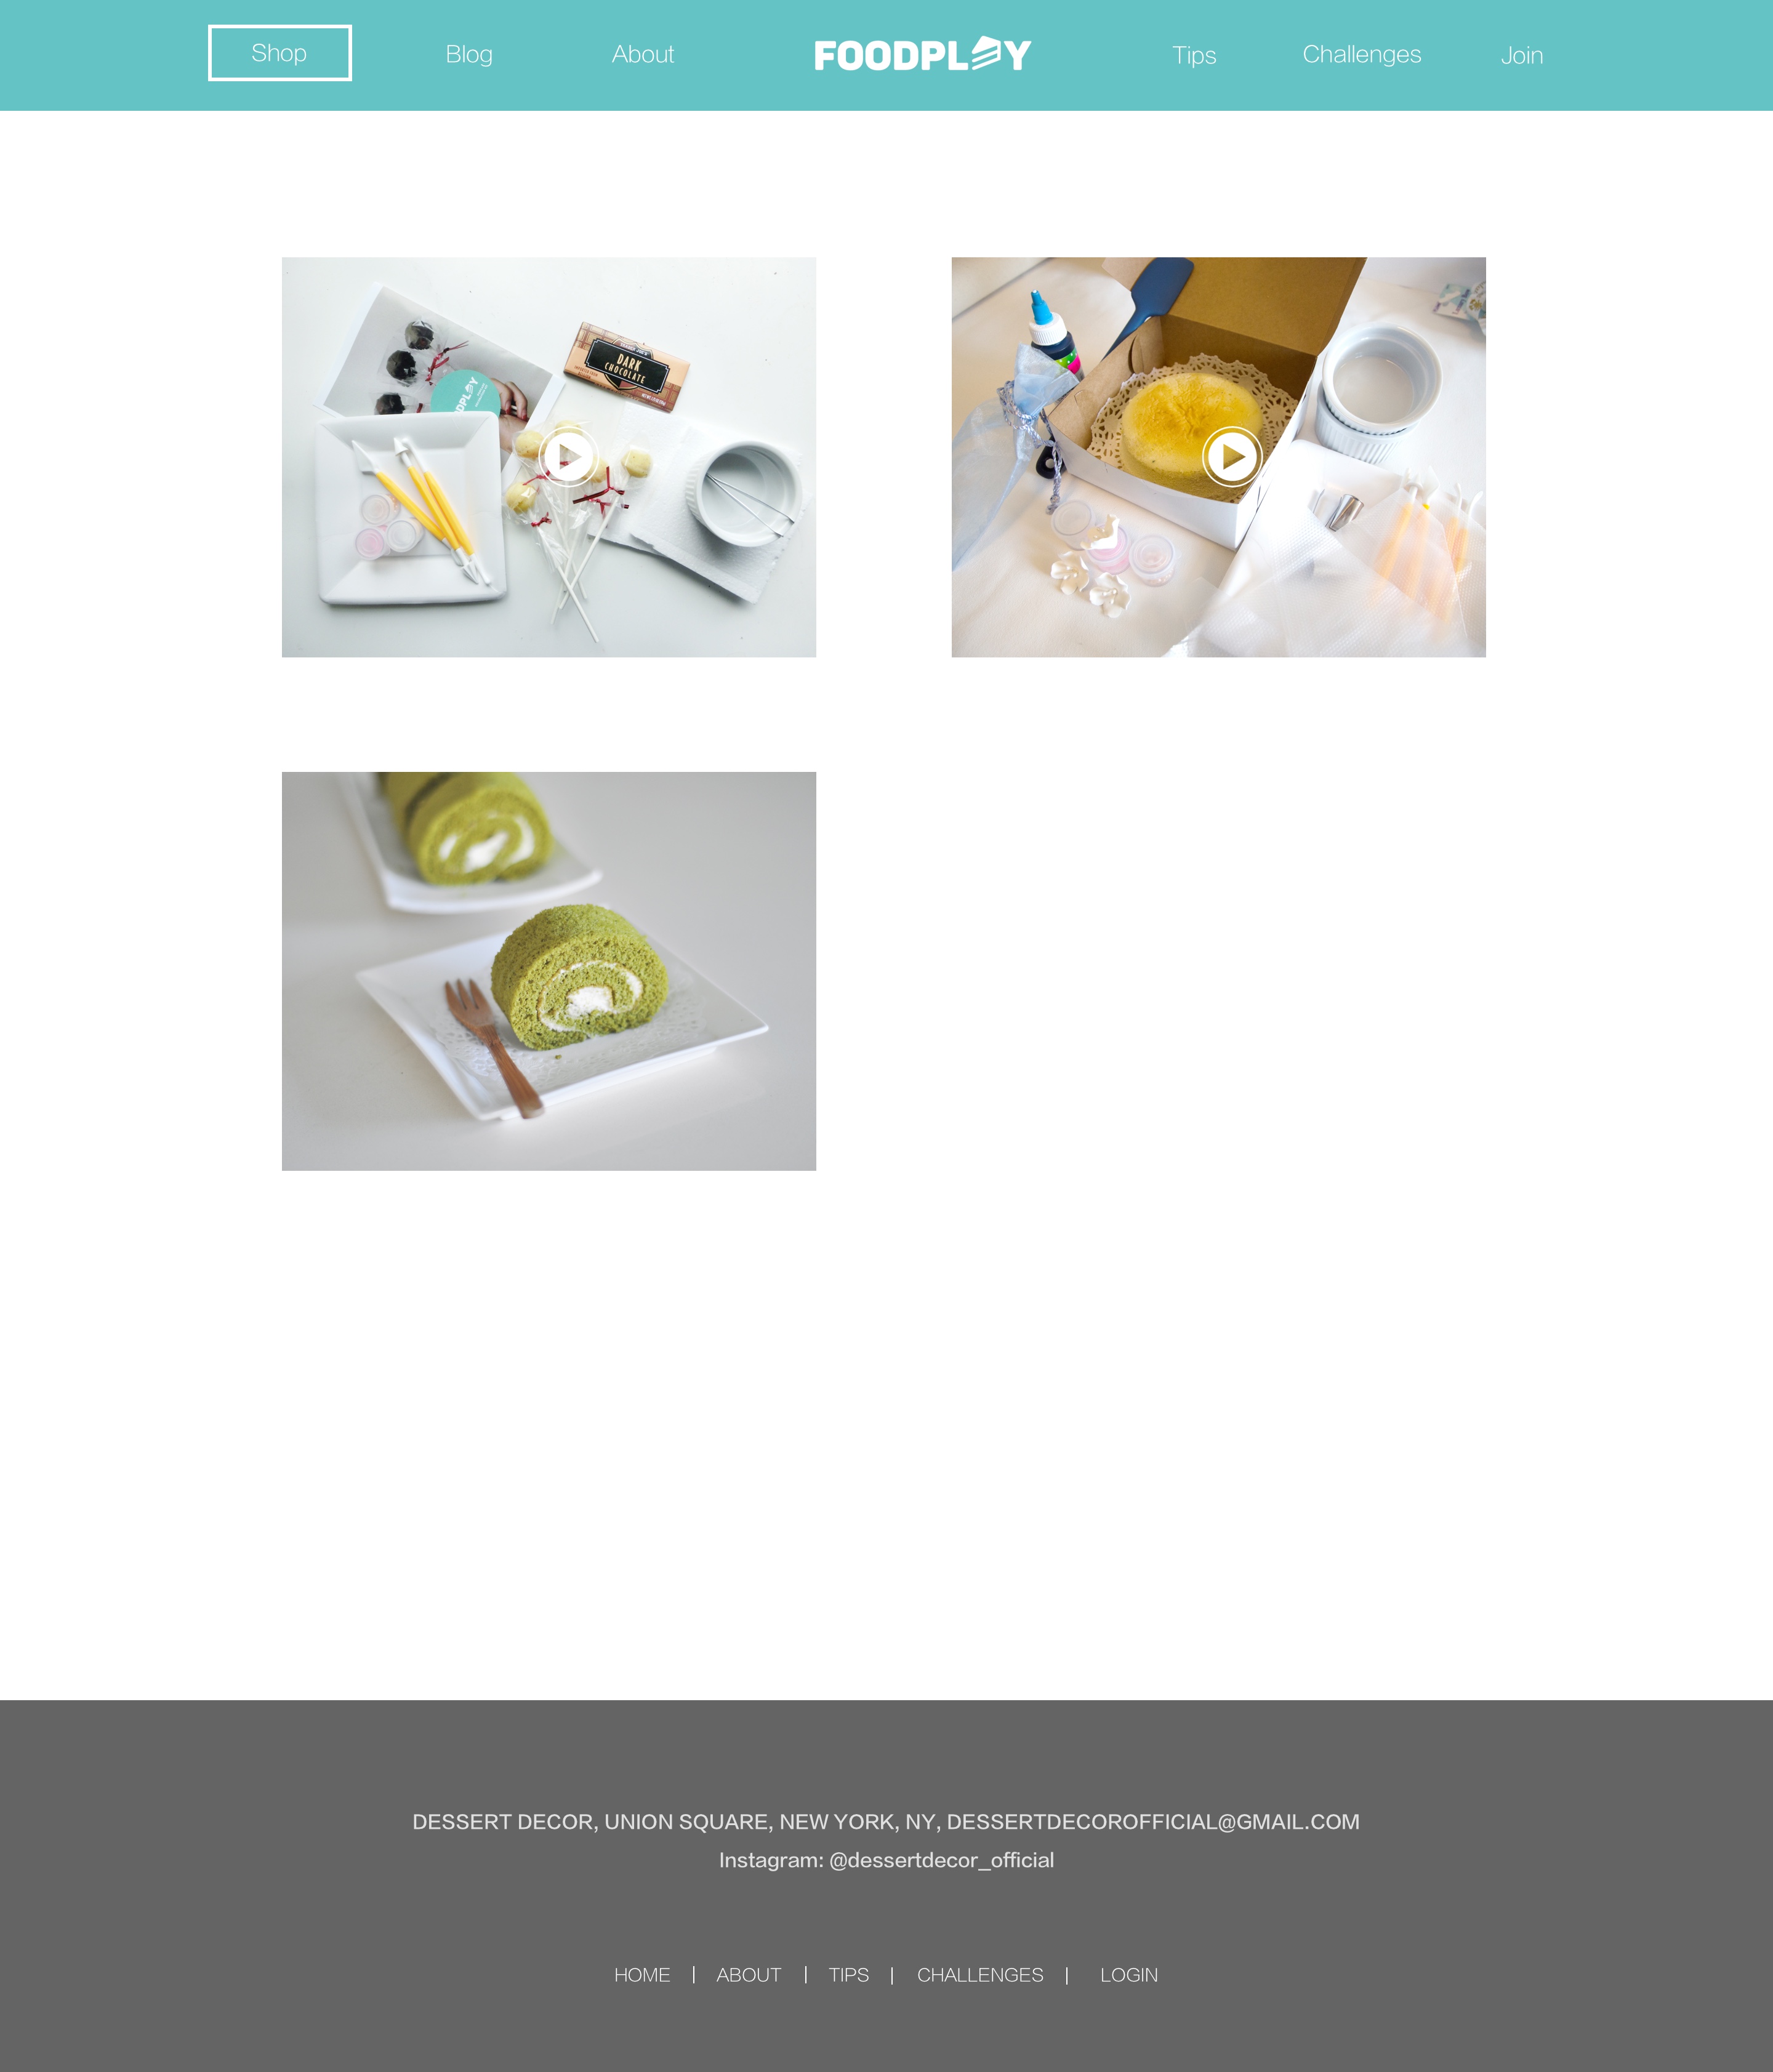 Shop Blog About FOODPLAY Tips Challenges Join
DARK
CHOCOLATE
DESSERT DECOR, UNION SQUARE, NEW YORK, NY, DESSERTDECOROFFICIAL@GMAIL.COM
Instagram: @dessertdecor_official
HOME | ABOUT | TIPS | CHALLENGES | LOGIN